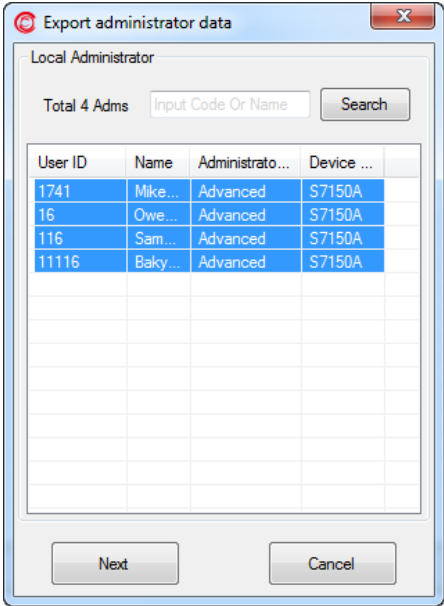 Export administrator data
Local Administrator
Total 4 Adms Input Code Or Name Search
User ID Name Administrato... Device ...
1741 Mike... Advanced S7150A
16 Owe... Advanced S7150A
116 Sam... Advanced S7150A
11116 Baky... Advanced S7150A
Next Cancel